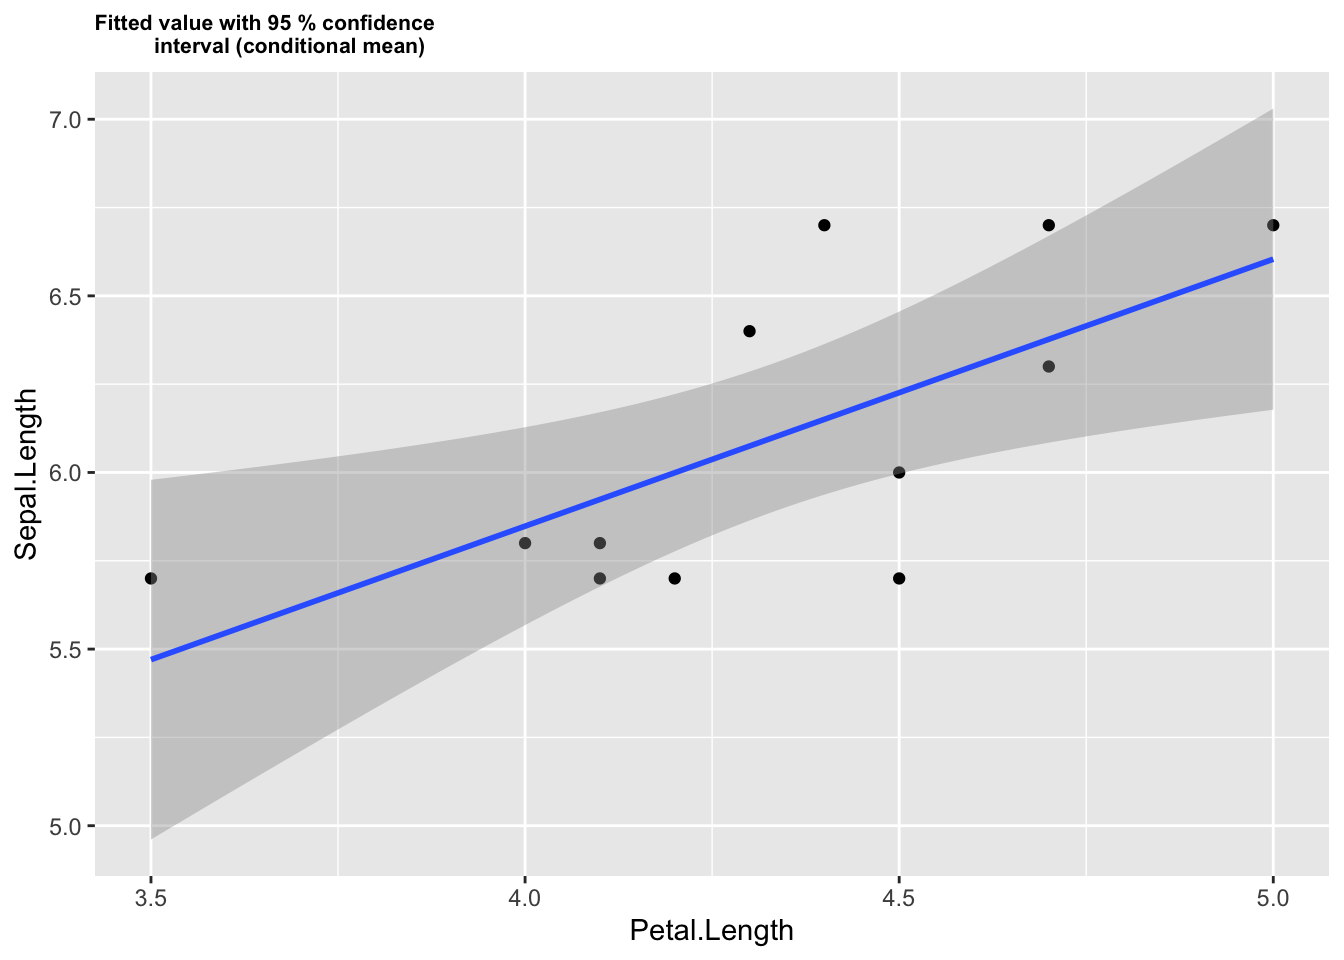 Fitted value with 95 % confidence
interval (conditional mean)
7.0
6.5
6.0
5.5
5.0
Sepal.Length
3.5 4.0 4.5 5.0
Petal.Length